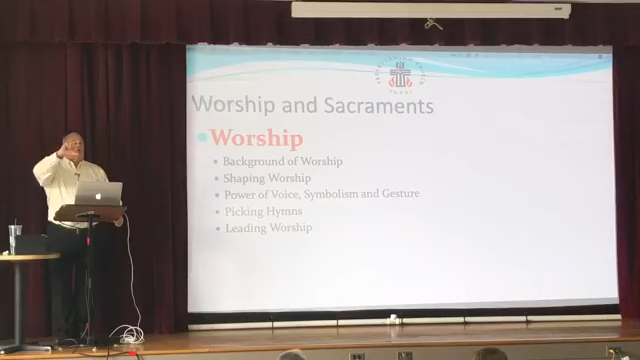 Worship and Sacraments
Worship
Background of Worship
Shaping Worship
Power of Voice, Symbolism and Gesture
Picking Hymns
Leading Worship